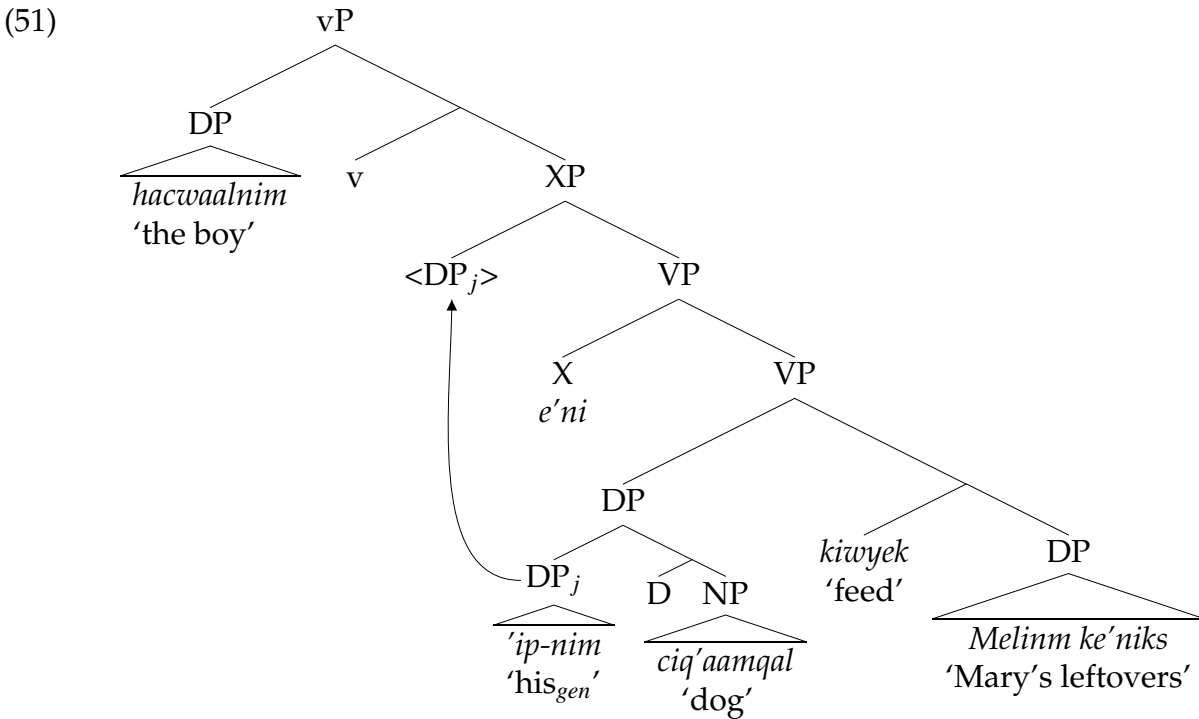 (51) vP
DP
hacwaalnim v XP
‘the boy’
<DPj> VP
X VP
e’ni
DP
kiwyek DP
DPj D NP ‘feed’
’ip-nim ciq’aamqal Melinm ke’niks
‘hisgen’ ‘dog’ ‘Mary’s leftovers’